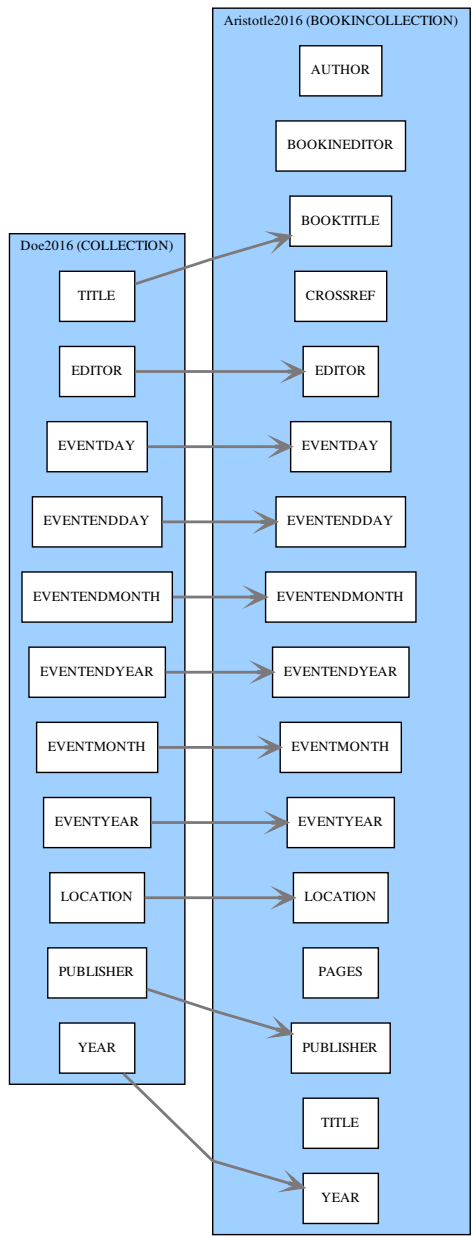 Doe2016 (COLLECTION)
TITLE
EDITOR
EVENTDAY
EVENTENDDAY
EVENTENDMONTH
EVENTENDYEAR
EVENTMONTH
EVENTYEAR
LOCATION
PUBLISHER
YEAR
Aristotle2016 (BOOKINCOLLECTION)
AUTHOR
BOOKINEDITOR
BOOKTITLE
CROSSREF
EDITOR
EVENTDAY
EVENTENDDAY
EVENTENDMONTH
EVENTENDYEAR
EVENTMONTH
EVENTYEAR
LOCATION
PAGES
PUBLISHER
TITLE
YEAR